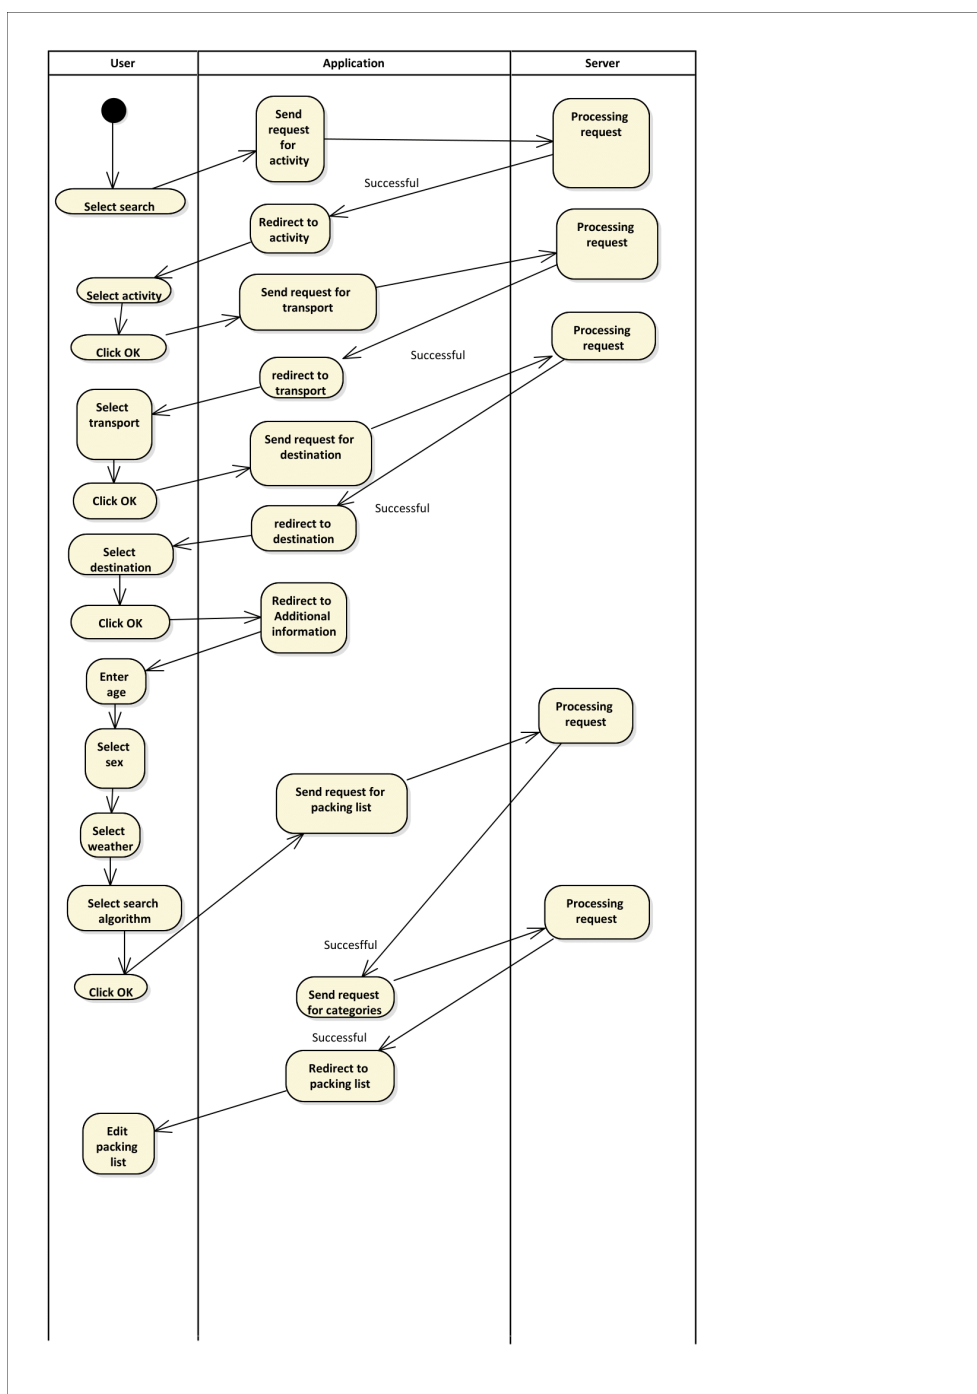 User
Application
Server
Send
request
for
activity
Processing
request
Successful
Select search
Redirect to
activity
Processing
request
Select activity
Send request for
transport
Click OK
Processing
request
Successful
redirect to
transport
Select
transport
Send request for
destination
Click OK
Successful
redirect to
destination
Select
destination
Click OK
Redirect to
Additional
information
Enter
age
Processing
request
Select
sex
Send request for
packing list
Select
weather
Select search
algorithm
Processing
request
Succesfful
Click OK
Send request
for categories
Successful
Redirect to
packing list
Edit
packing
list